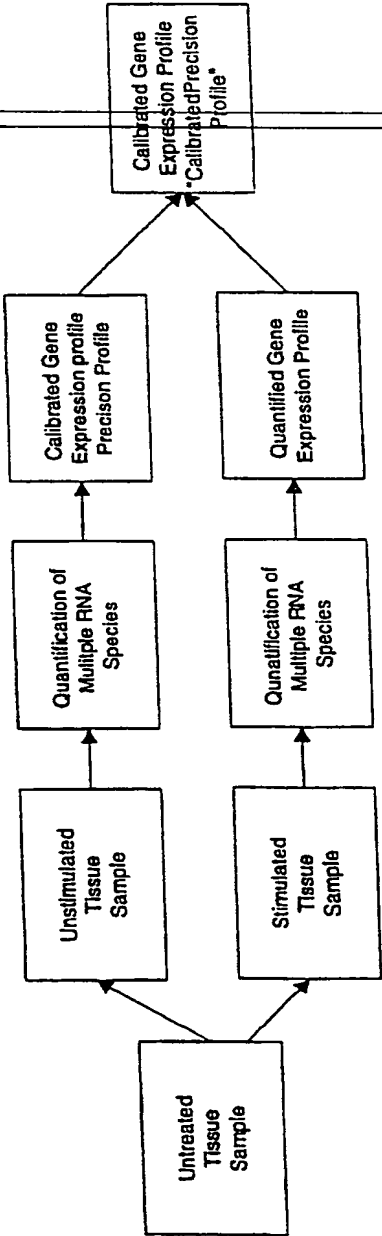 Untreated
Tissue
Sample
Unstimulated
Tissue
Sample
Quantification of
Mulitple RNA
Species
Calibrated Gene
Expression profile
Precison Profile
Stimulated
Tissue
Sample
Qunatification of
Multiple RNA
Species
Quantified Gene
Expression Profile
Calibrated Gene
Expression Profile
"CalibratedPrecision
Profile"